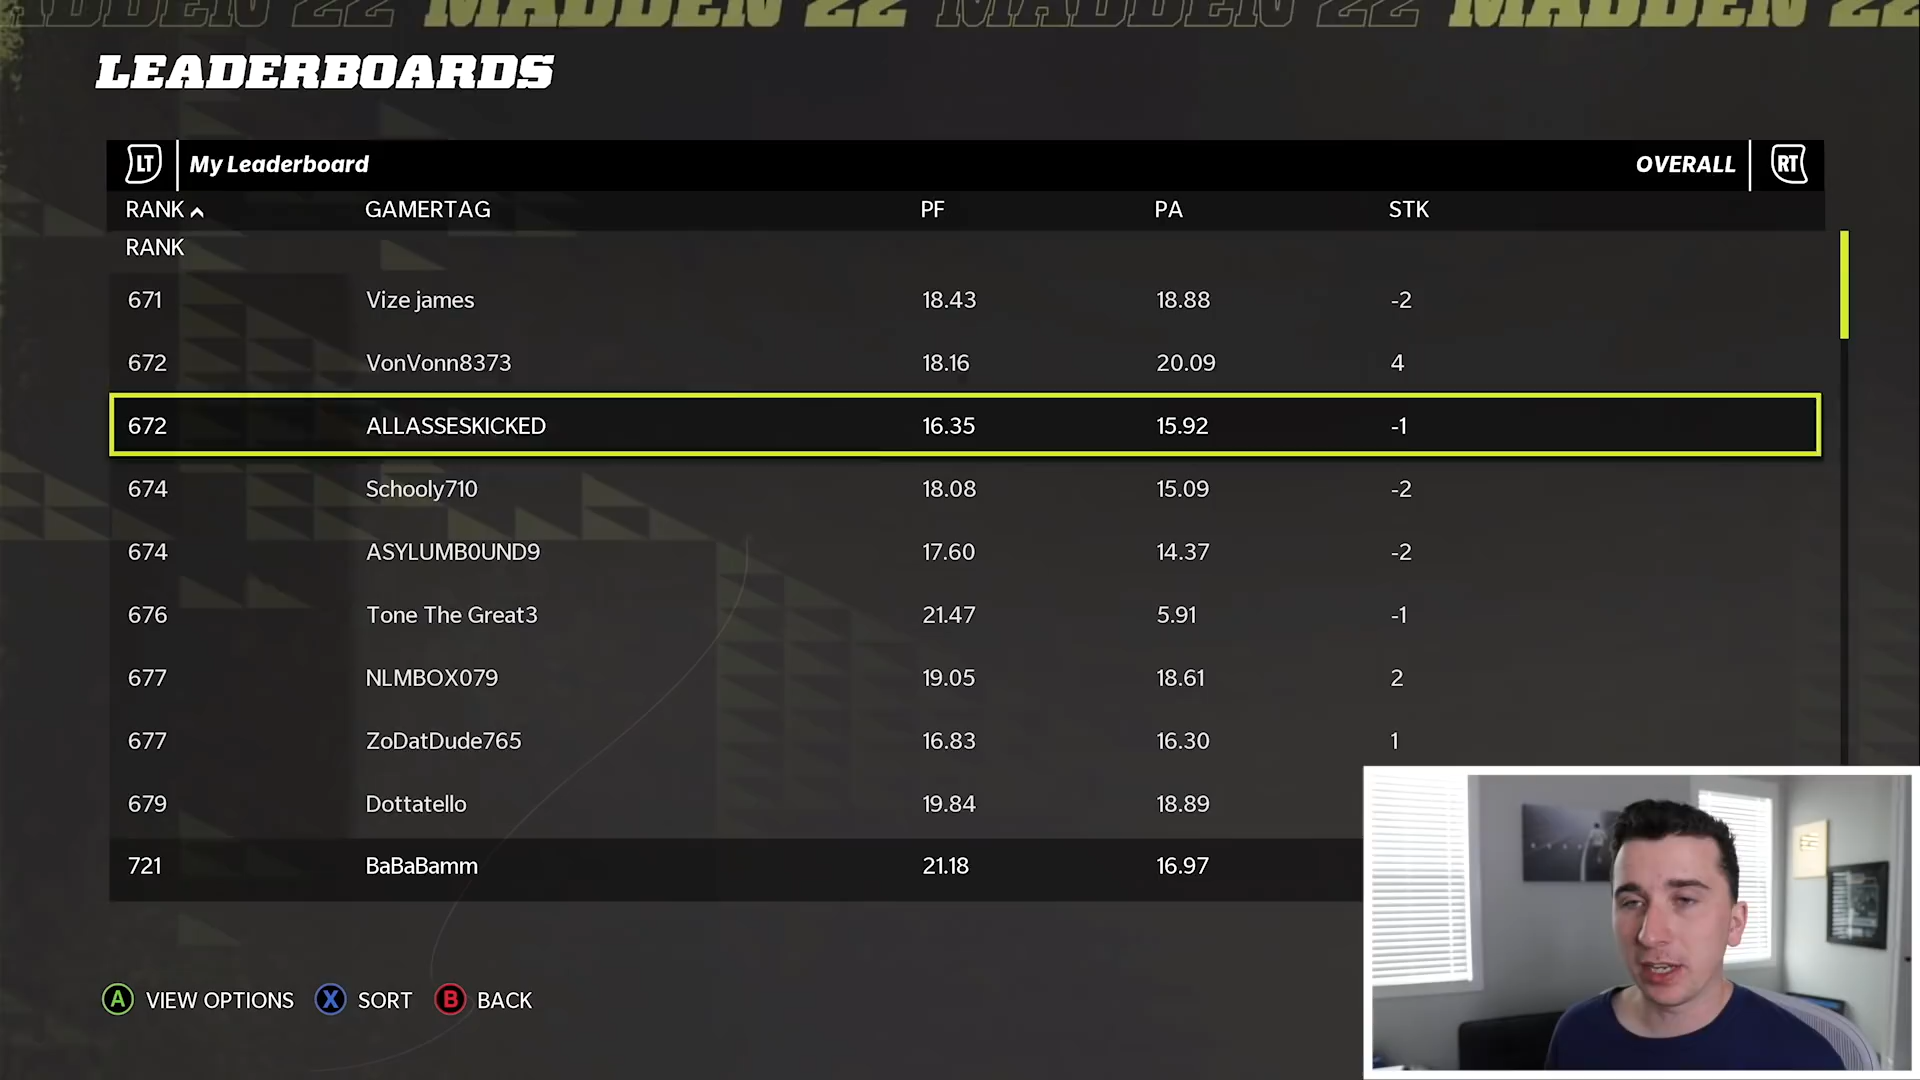 MADDEN 22 MADDEN 22 MADDEN 22 MADDEN 22
LEADERBOARDS
LT My Leaderboard OVERALL RT
RANK GAMERTAG PF PA STK
RANK
671 Vize james 18.43 18.88 -2
672 VonVonn8373 18.16 20.09 4
672 ALLASSESKICKED 16.35 15.92 -1
674 Schooly710 18.08 15.09 -2
674 ASYLUMB0UND9 17.60 14.37 -2
676 Tone The Great3 21.47 5.91 -1
677 NLMBOX079 19.05 18.61 2
677 ZoDatDude765 16.83 16.30 1
679 Dottatello 19.84 18.89
721 BaBaBamm 21.18 16.97
A VIEW OPTIONS X SORT B BACK